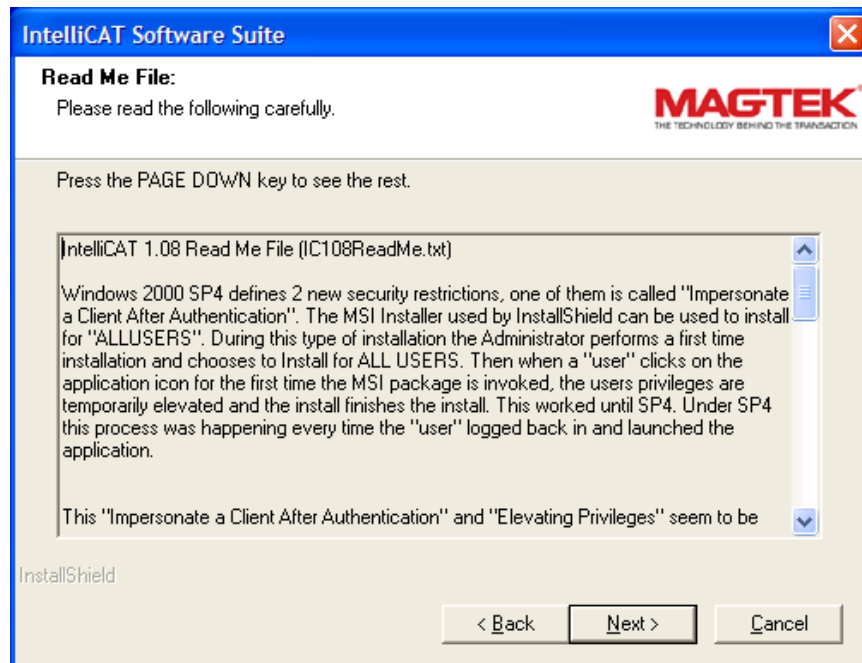 IntelliCAT Software Suite
Read Me File:
Please read the following carefully.
MAGTEK®
THE TECHNOLOGY BEHIND THE TRANSACTION
Press the PAGE DOWN key to see the rest.
IntelliCAT 1.08 Read Me File (IC108ReadMe.txt)
Windows 2000 SP4 defines 2 new security restrictions, one of them is called "Impersonate
a Client After Authentication". The MSI Installer used by InstallShield can be used to install
for "ALLUSERS". During this type of installation the Administrator performs a first time
installation and chooses to Install for ALL USERS. Then when a "user" clicks on the
application icon for the first time the MSI package is invoked, the users privileges are
temporarily elevated and the install finishes the install. This worked until SP4. Under SP4
this process was happening every time the "user" logged back in and launched the
application.
This "Impersonate a Client After Authentication" and "Elevating Privileges" seem to be
InstallShield
< Back Next > Cancel